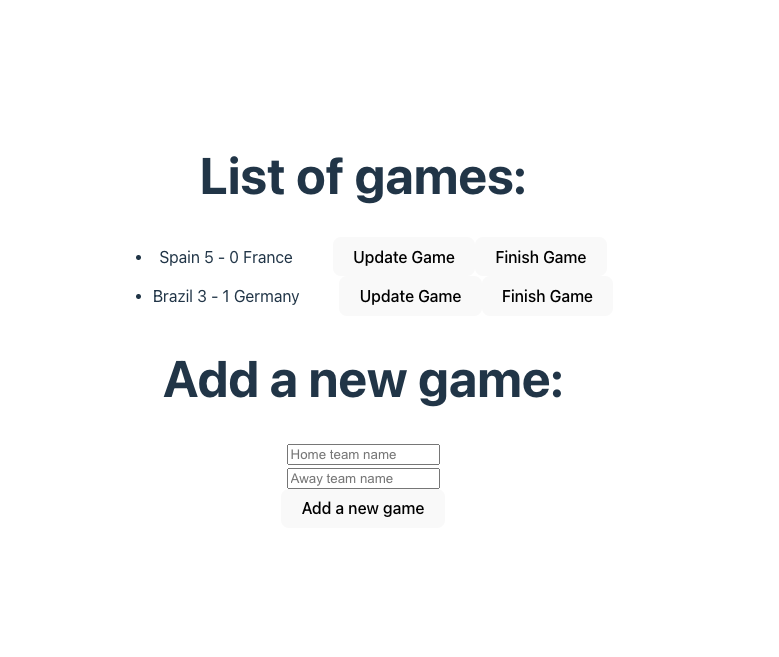 List of games:
• Spain 5 - 0 France Update Game Finish Game
• Brazil 3 - 1 Germany Update Game Finish Game
Add a new game:
Home team name
Away team name
Add a new game